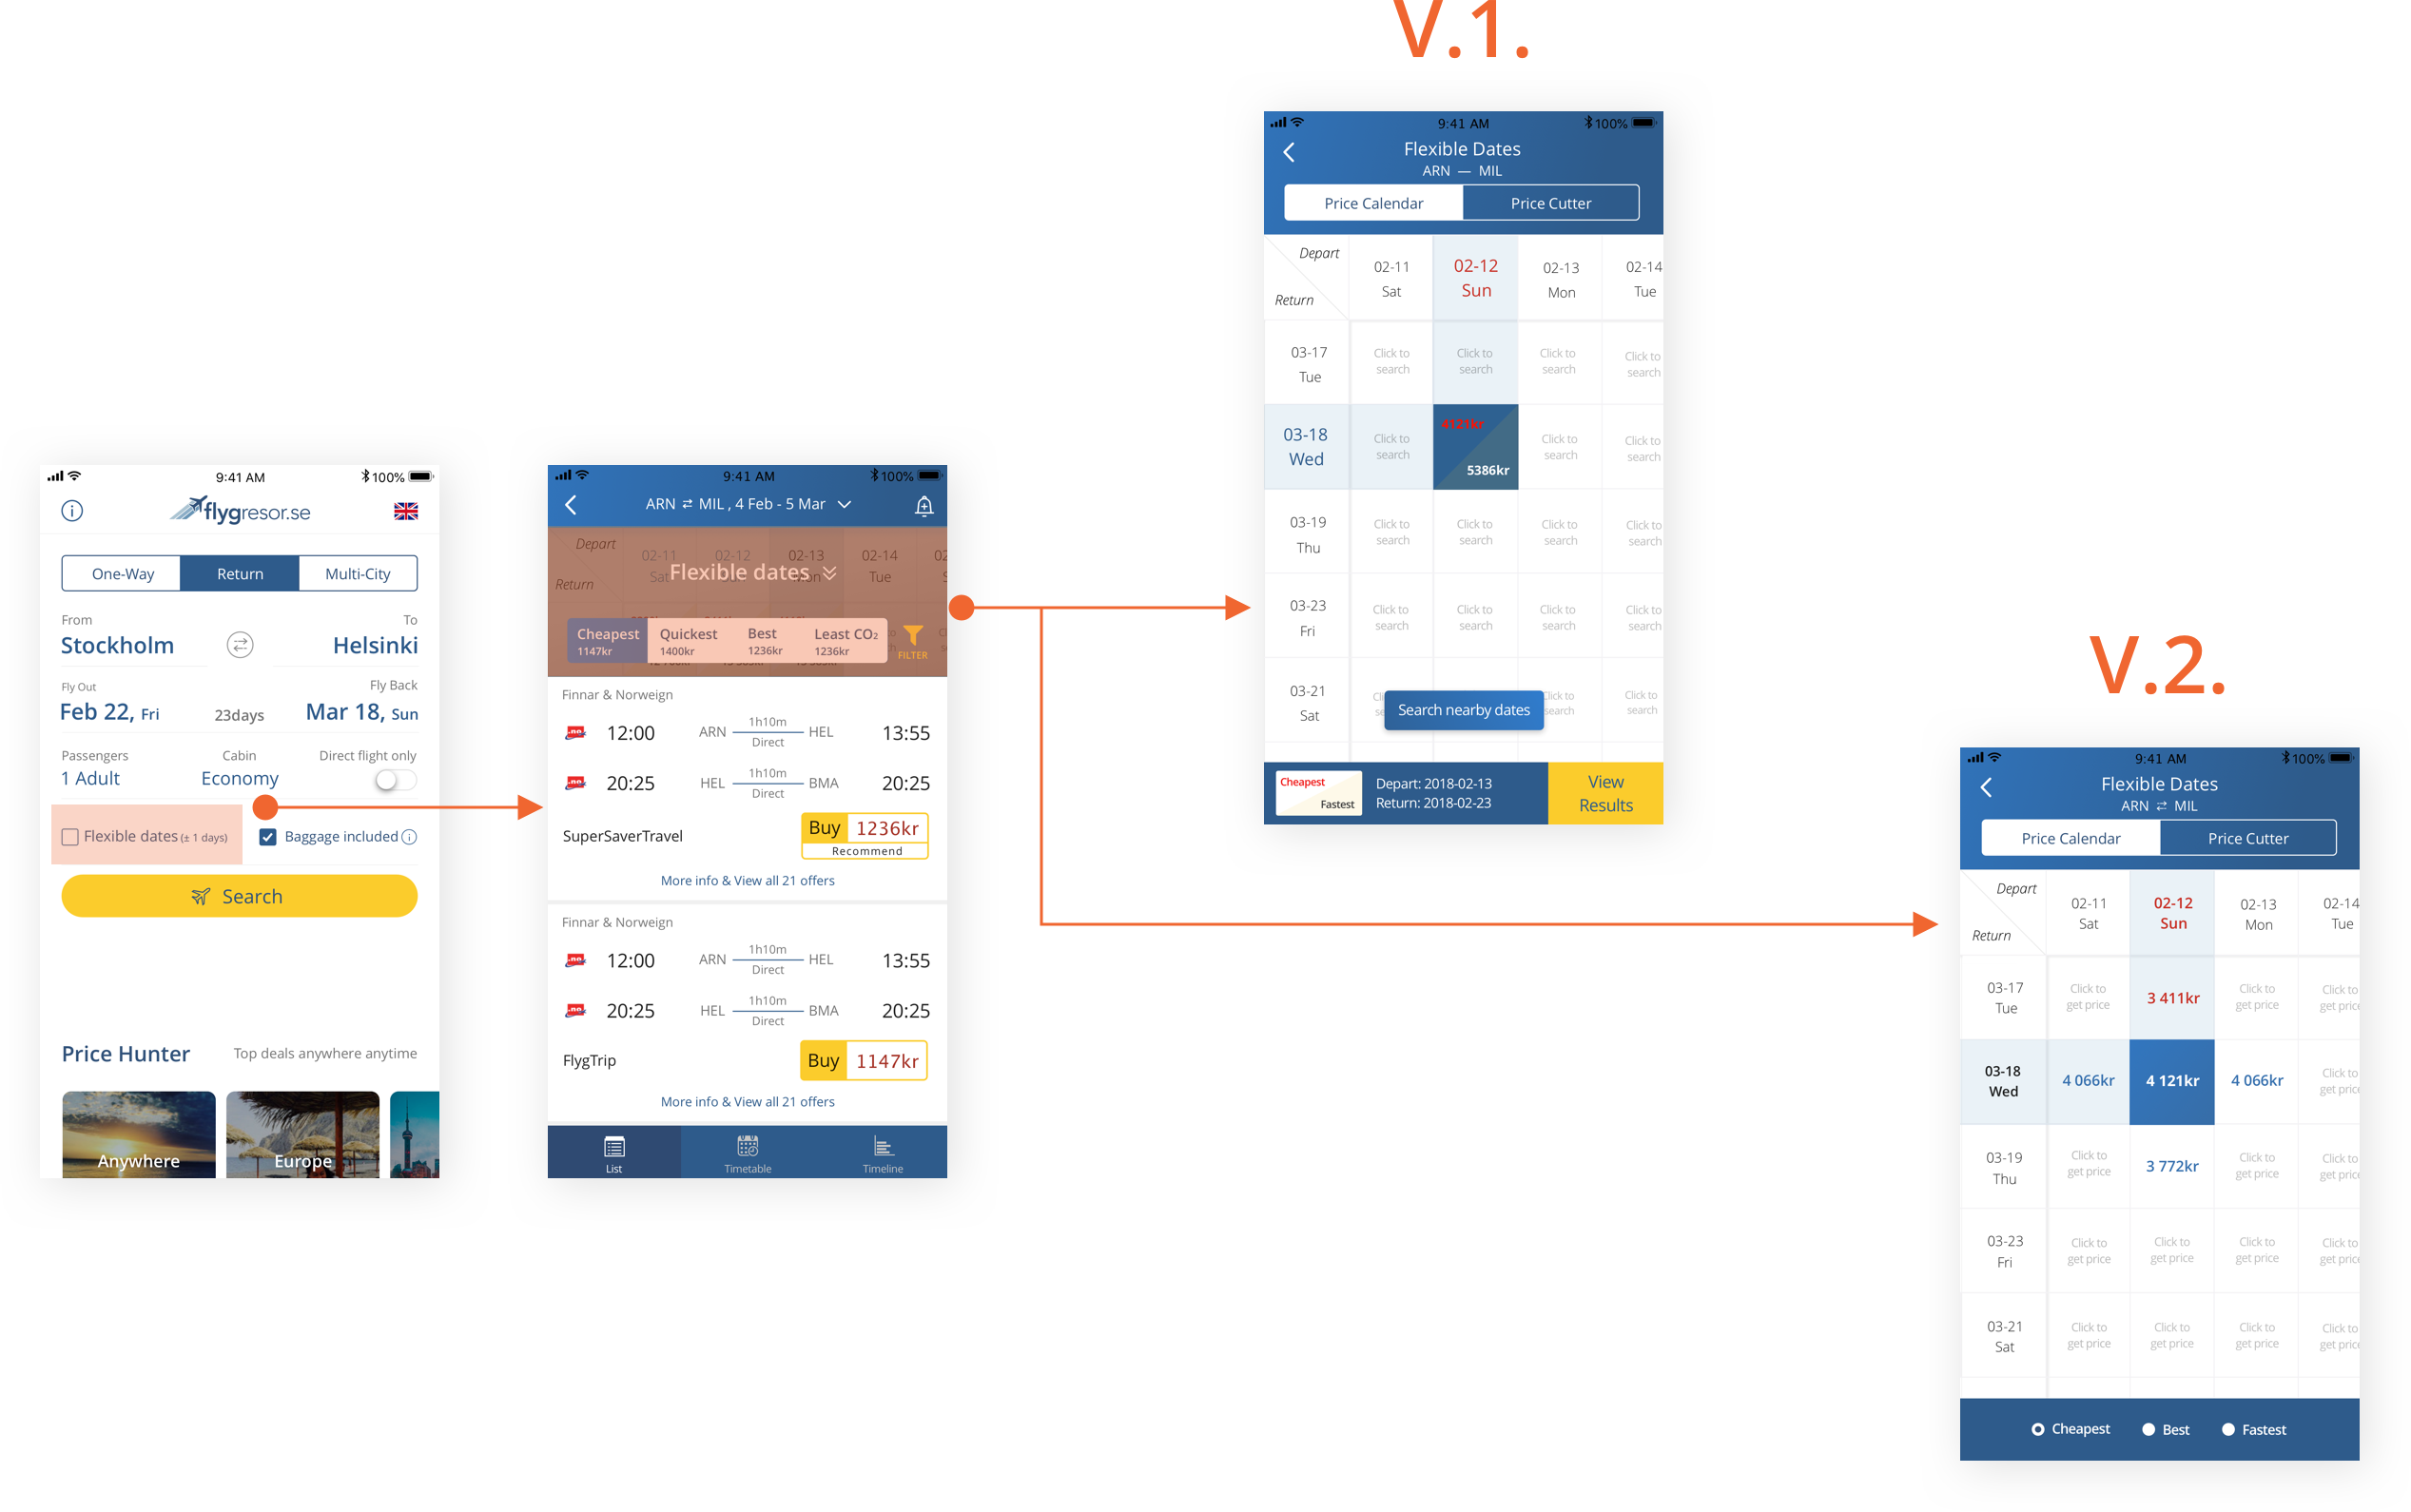 V.1.
V.2.
9:41 AM
100%
flygresor.se
One-Way Return Multi-City
From To
Stockholm Helsinki
Fly Out Fly Back
Feb 22, Fri 23days Mar 18, Sun
Passengers Cabin Direct flight only
1 Adult Economy
Flexible dates (± 1 days) Baggage included
Search
Price Hunter Top deals anywhere anytime
Anywhere Europe
9:41 AM 100%
ARN ⇄ MIL , 4 Feb - 5 Mar
Depart
02-11 02-12 02-13 02-14 02
Sat Mon Tue S
Flexible dates
Return
Cheapest Quickest Best Least CO₂
1147kr 1400kr 1236kr 1236kr
FILTER
Finnar & Norweign
12:00 ARN 1h10m HEL 13:55
Direct
20:25 HEL 1h10m BMA 20:25
Direct
SuperSaverTravel Buy 1236kr
Recommend
More info & View all 21 offers
Finnar & Norweign
12:00 ARN 1h10m HEL 13:55
Direct
20:25 HEL 1h10m BMA 20:25
Direct
FlygTrip Buy 1147kr
More info & View all 21 offers
List Timetable Timeline
9:41 AM 100%
Flexible Dates
ARN — MIL
Price Calendar Price Cutter
Depart
Return
02-11 02-12 02-13 02-14
Sat Sun Mon Tue
03-17 Click to Click to Click to Click to
Tue search search search search
4121kr
03-18 Click to Click to Click to
Wed search search search
5386kr
03-19 Click to Click to Click to Click to
Thu search search search search
03-23 Click to Click to Click to Click to
Fri search search search search
03-21 Cli Click to Click to
Sat se search search
Search nearby dates
Cheapest
Fastest
Depart: 2018-02-13
Return: 2018-02-23
View
Results
9:41 AM 100%
Flexible Dates
ARN ⇄ MIL
Price Calendar Price Cutter
Depart
Return
02-11 02-12 02-13 02-14
Sat Sun Mon Tue
03-17 Click to 3 411kr Click to Click to
Tue get price get price get price
03-18 4 066kr 4 121kr 4 066kr Click to
Wed get price
03-19 Click to 3 772kr Click to Click to
Thu get price get price get price
03-23 Click to Click to Click to Click to
Fri get price get price get price get price
03-21 Click to Click to Click to Click to
Sat get price get price get price get price
Cheapest Best Fastest